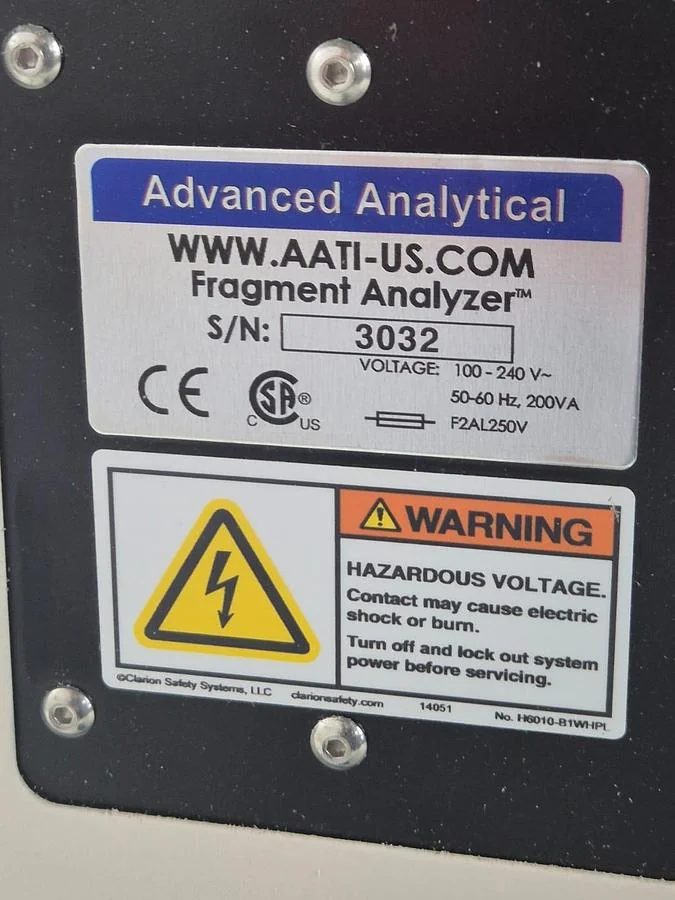 Advanced Analytical
WWW.AATI-US.COM
Fragment Analyzer™
S/N: 3032
VOLTAGE: 100 - 240 V~
50-60 Hz, 200VA
F2AL250V
CE
C SA ® US
WARNING
HAZARDOUS VOLTAGE.
Contact may cause electric
shock or burn.
Turn off and lock out system
power before servicing.
©Clarion Safety Systems, LLC clarionsafety.com 14051 No. H6010-B1WHPL